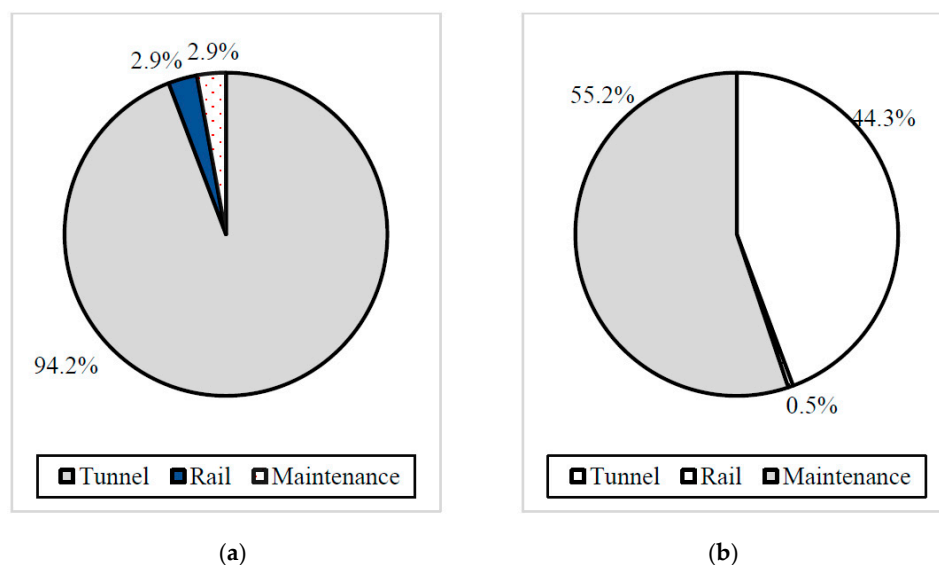 2.9% 2.9%
94.2%
Tunnel Rail Maintenance
(a)
55.2%
44.3%
0.5%
Tunnel Rail Maintenance
(b)